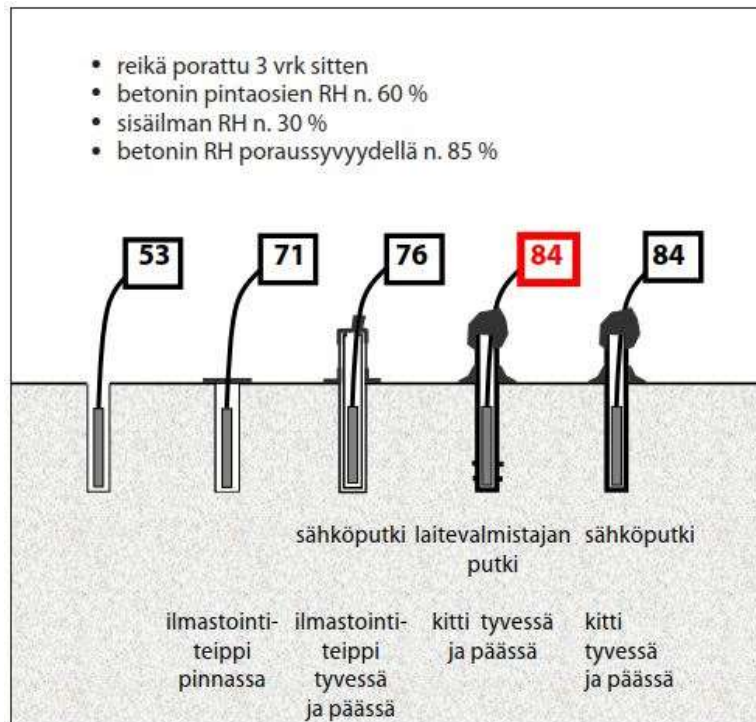 • reikä porattu 3 vrk sitten
• betonin pintaosien RH n. 60 %
• sisäilman RH n. 30 %
• betonin RH poraussyvyydellä n. 85 %
53 71 76 84 84
sähköputki laitevalmistajan sähköputki
putki
ilmastointi- ilmastointi- kitti tyvessä kitti
teippi teippi ja päässä tyvessä
pinnassa tyvessä ja päässä
ja päässä